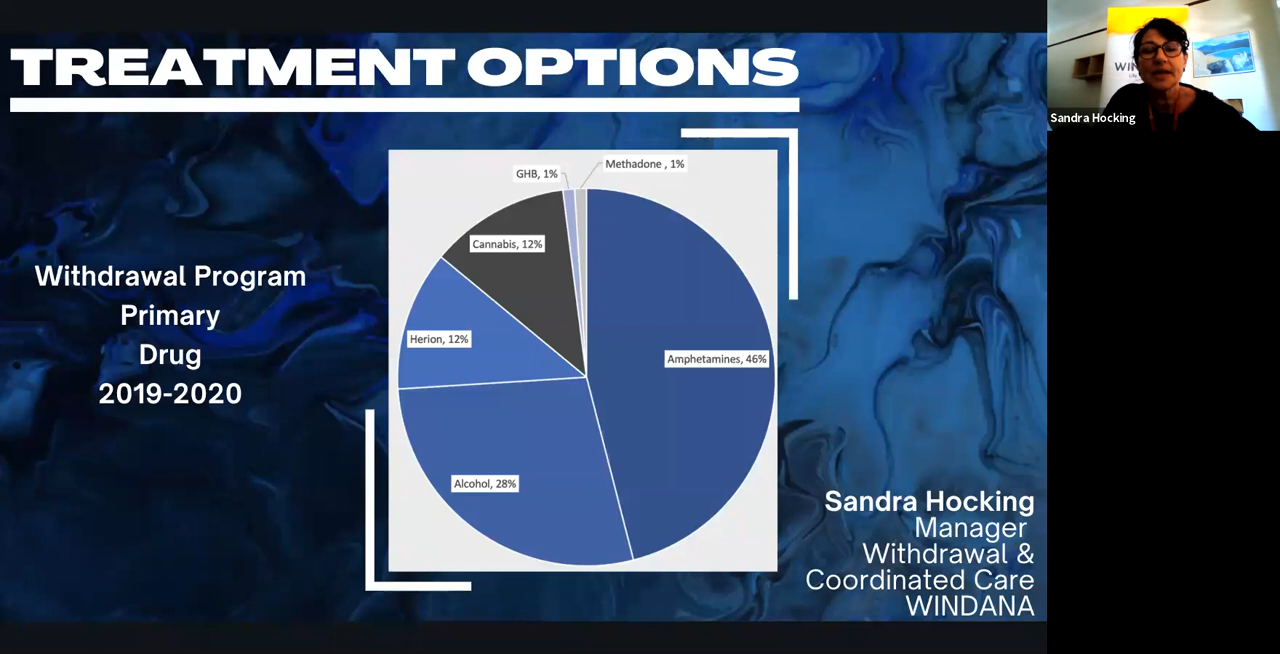 TREATMENT OPTIONS
Withdrawal Program
Primary
Drug
2019-2020
GHB, 1%
Methadone , 1%
Cannabis, 12%
Herion, 12%
Amphetamines, 46%
Alcohol, 28%
Sandra Hocking
Manager
Withdrawal &
Coordinated Care
WINDANA
Sandra Hocking